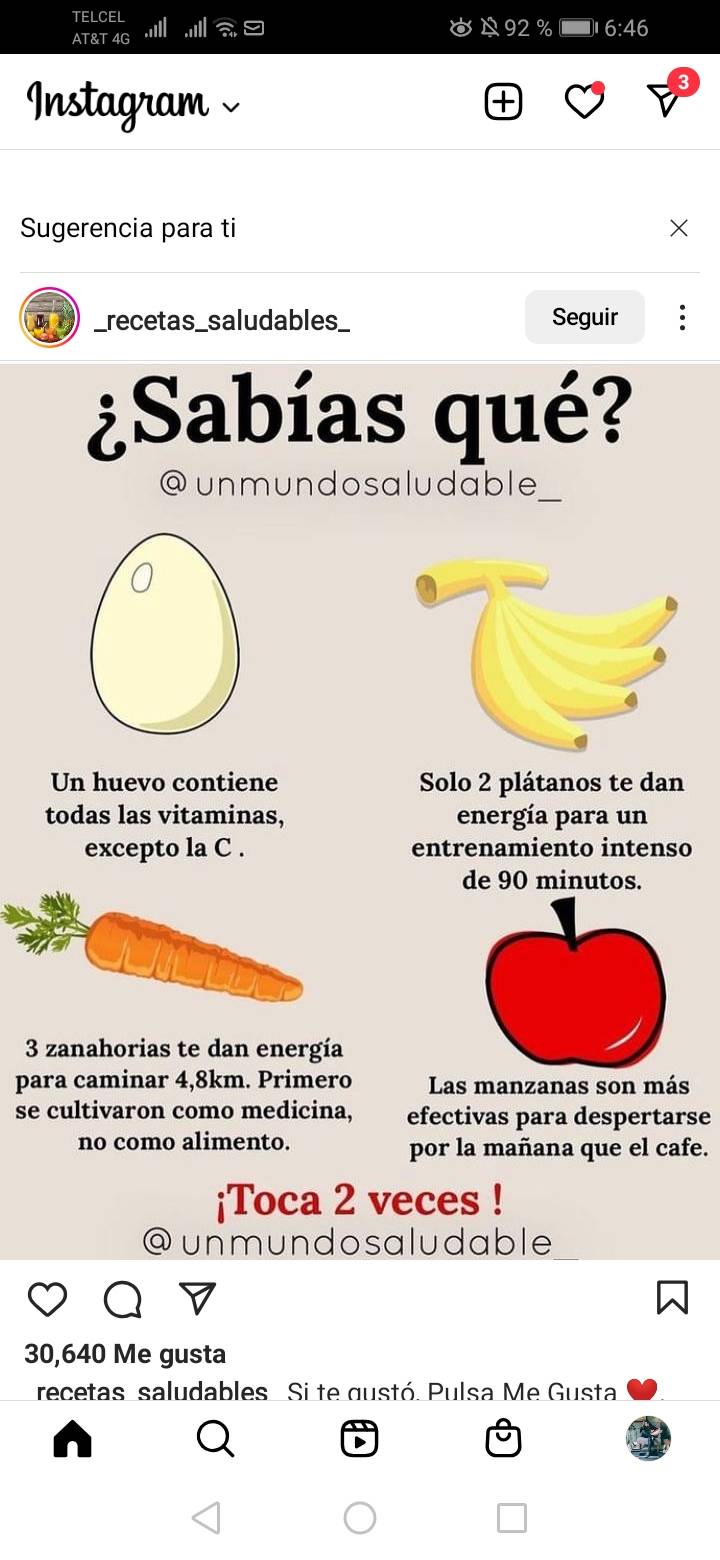 TELCEL
AT&T 4G
92 % 6:46
Instagram
3
Sugerencia para ti
_recetas_saludables_
Seguir
¿Sabías qué?
@unmundosaludable_
Un huevo contiene
todas las vitaminas,
excepto la C .
Solo 2 plátanos te dan
energía para un
entrenamiento intenso
de 90 minutos.
3 zanahorias te dan energía
para caminar 4,8km. Primero
se cultivaron como medicina,
no como alimento.
Las manzanas son más
efectivas para despertarse
por la mañana que el cafe.
¡Toca 2 veces !
@unmundosaludable_
30,640 Me gusta
_recetas_saludables_ Si te gustó, Pulsa Me Gusta ❤️.